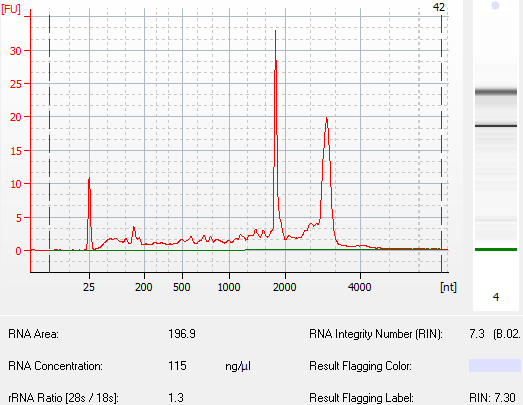 [FU]
42
30
25
20
15
10
5
0
25 200 500 1000 2000 4000 [nt]
4
RNA Area: 196.9 RNA Integrity Number (RIN): 7.3 (B.02.
RNA Concentration: 115 ng/µl Result Flagging Color:
rRNA Ratio [28s / 18s]: 1.3 Result Flagging Label: RIN: 7.30